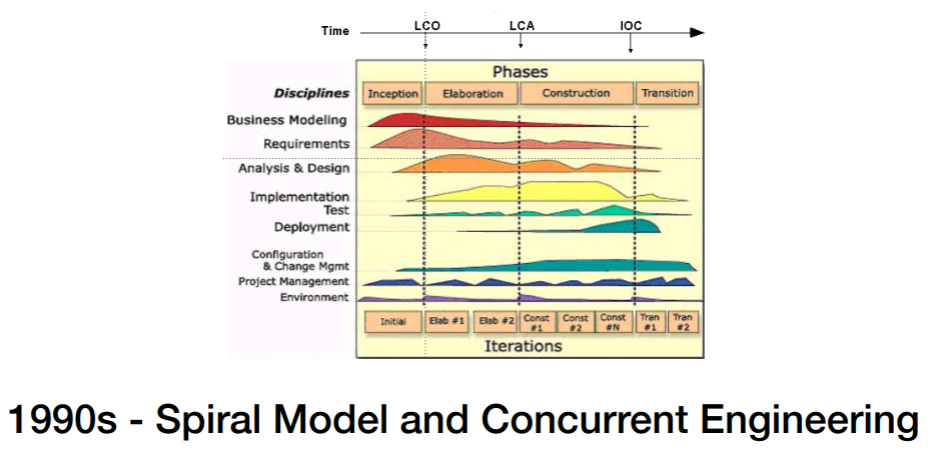 Time LCO LCA IOC
Phases
Disciplines Inception Elaboration Construction Transition
Business Modeling
Requirements
Analysis & Design
Implementation
Test
Deployment
Configuration
& Change Mgmt
Project Management
Environment
Initial Elab #1 Elab #2 Const #1 Const #2 Const #N Tran #1 Tran #2
Iterations
1990s - Spiral Model and Concurrent Engineering